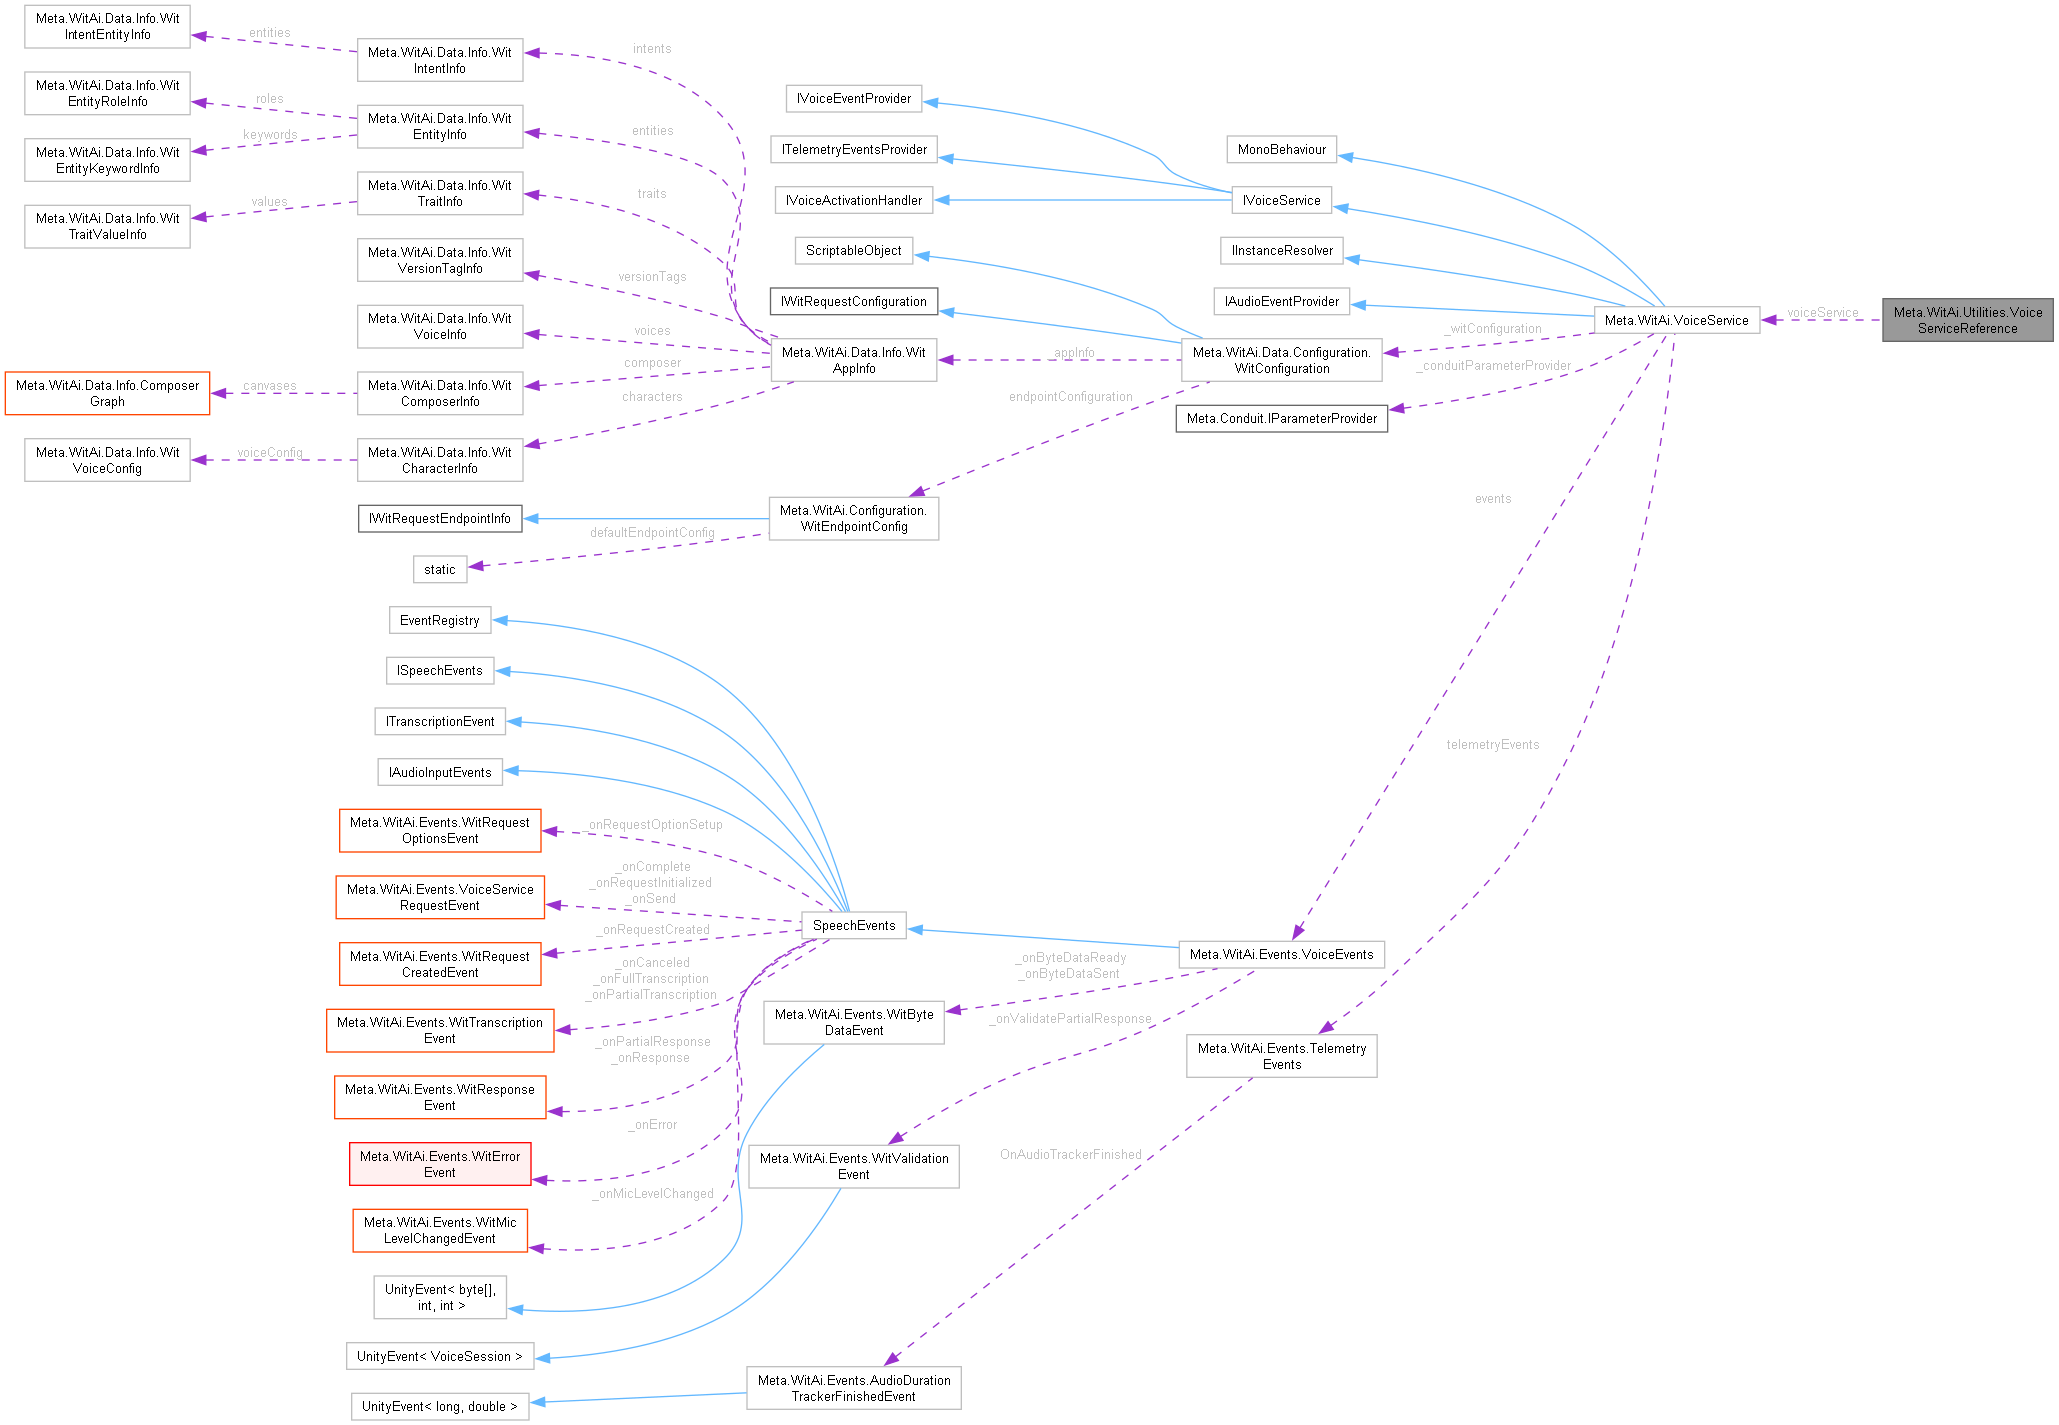 Meta.WitAi.Data.Info.Wit
IntentEntityInfo
entities
Meta.WitAi.Data.Info.Wit
IntentInfo
intents
Meta.WitAi.Data.Info.Wit
EntityRoleInfo
roles
Meta.WitAi.Data.Info.Wit
EntityInfo
entities
keywords
Meta.WitAi.Data.Info.Wit
EntityKeywordInfo
Meta.WitAi.Data.Info.Wit
TraitInfo
traits
values
Meta.WitAi.Data.Info.Wit
TraitValueInfo
Meta.WitAi.Data.Info.Wit
VersionTagInfo
versionTags
Meta.WitAi.Data.Info.Wit
VoiceInfo
voices
Meta.WitAi.Data.Info.Composer
Graph
canvases
Meta.WitAi.Data.Info.Wit
ComposerInfo
composer
characters
Meta.WitAi.Data.Info.Wit
VoiceConfig
voiceConfig
Meta.WitAi.Data.Info.Wit
CharacterInfo
IVoiceEventProvider
ITelemetryEventsProvider
IVoiceActivationHandler
ScriptableObject
IWitRequestConfiguration
Meta.WitAi.Data.Info.Wit
AppInfo
appInfo
MonoBehaviour
IVoiceService
IInstanceResolver
IAudioEventProvider
Meta.WitAi.Data.Configuration.
WitConfiguration
_witConfiguration
_conduitParameterProvider
Meta.Conduit.IParameterProvider
Meta.WitAi.VoiceService
voiceService
Meta.WitAi.Utilities.Voice
ServiceReference
endpointConfiguration
IWitRequestEndpointInfo
Meta.WitAi.Configuration.
WitEndpointConfig
defaultEndpointConfig
static
events
telemetryEvents
EventRegistry
ISpeechEvents
ITranscriptionEvent
IAudioInputEvents
Meta.WitAi.Events.WitRequest
OptionsEvent
_onRequestOptionSetup
Meta.WitAi.Events.VoiceService
RequestEvent
_onComplete
_onRequestInitialized
_onSend
Meta.WitAi.Events.WitRequest
CreatedEvent
_onRequestCreated
SpeechEvents
_onCanceled
_onFullTranscription
_onPartialTranscription
Meta.WitAi.Events.WitTranscription
Event
_onPartialResponse
_onResponse
Meta.WitAi.Events.WitResponse
Event
_onError
Meta.WitAi.Events.WitError
Event
_onMicLevelChanged
Meta.WitAi.Events.WitMic
LevelChangedEvent
Meta.WitAi.Events.VoiceEvents
_onByteDataReady
_onByteDataSent
Meta.WitAi.Events.WitByte
DataEvent
_onValidatePartialResponse
Meta.WitAi.Events.Telemetry
Events
Meta.WitAi.Events.WitValidation
Event
OnAudioTrackerFinished
UnityEvent< byte[],
int, int >
UnityEvent< VoiceSession >
Meta.WitAi.Events.AudioDuration
TrackerFinishedEvent
UnityEvent< long, double >